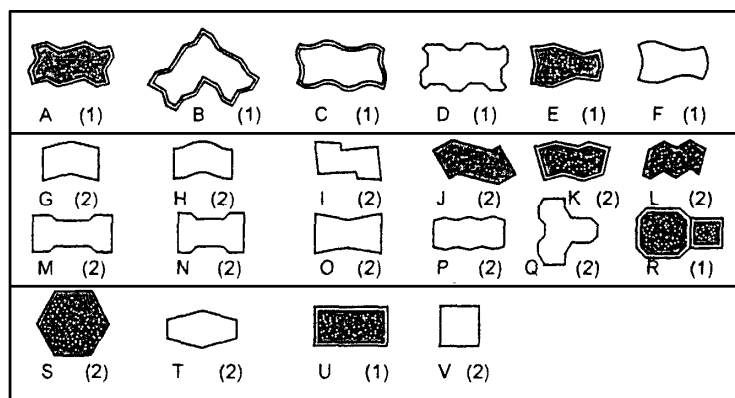 A (1) B (1) C (1) D (1) E (1) F (1)
G (2) H (2) I (2) J (2) K (2) L (2)
M (2) N (2) O (2) P (2) Q (2) R (1)
S (2) T (2) U (1) V (2)